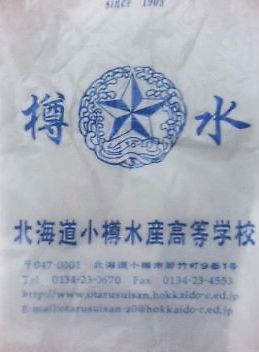 since 1905
樽 水
北海道小樽水産高等学校
〒047-0001 北海道小樽市若竹町9番1号
Tel 0134-23-0670 Fax 0134-23-4553
http://www.otarusuisan.hokkaido-c.ed.jp
E-mail:otarusuisan-z0@hokkaido-c.ed.jp